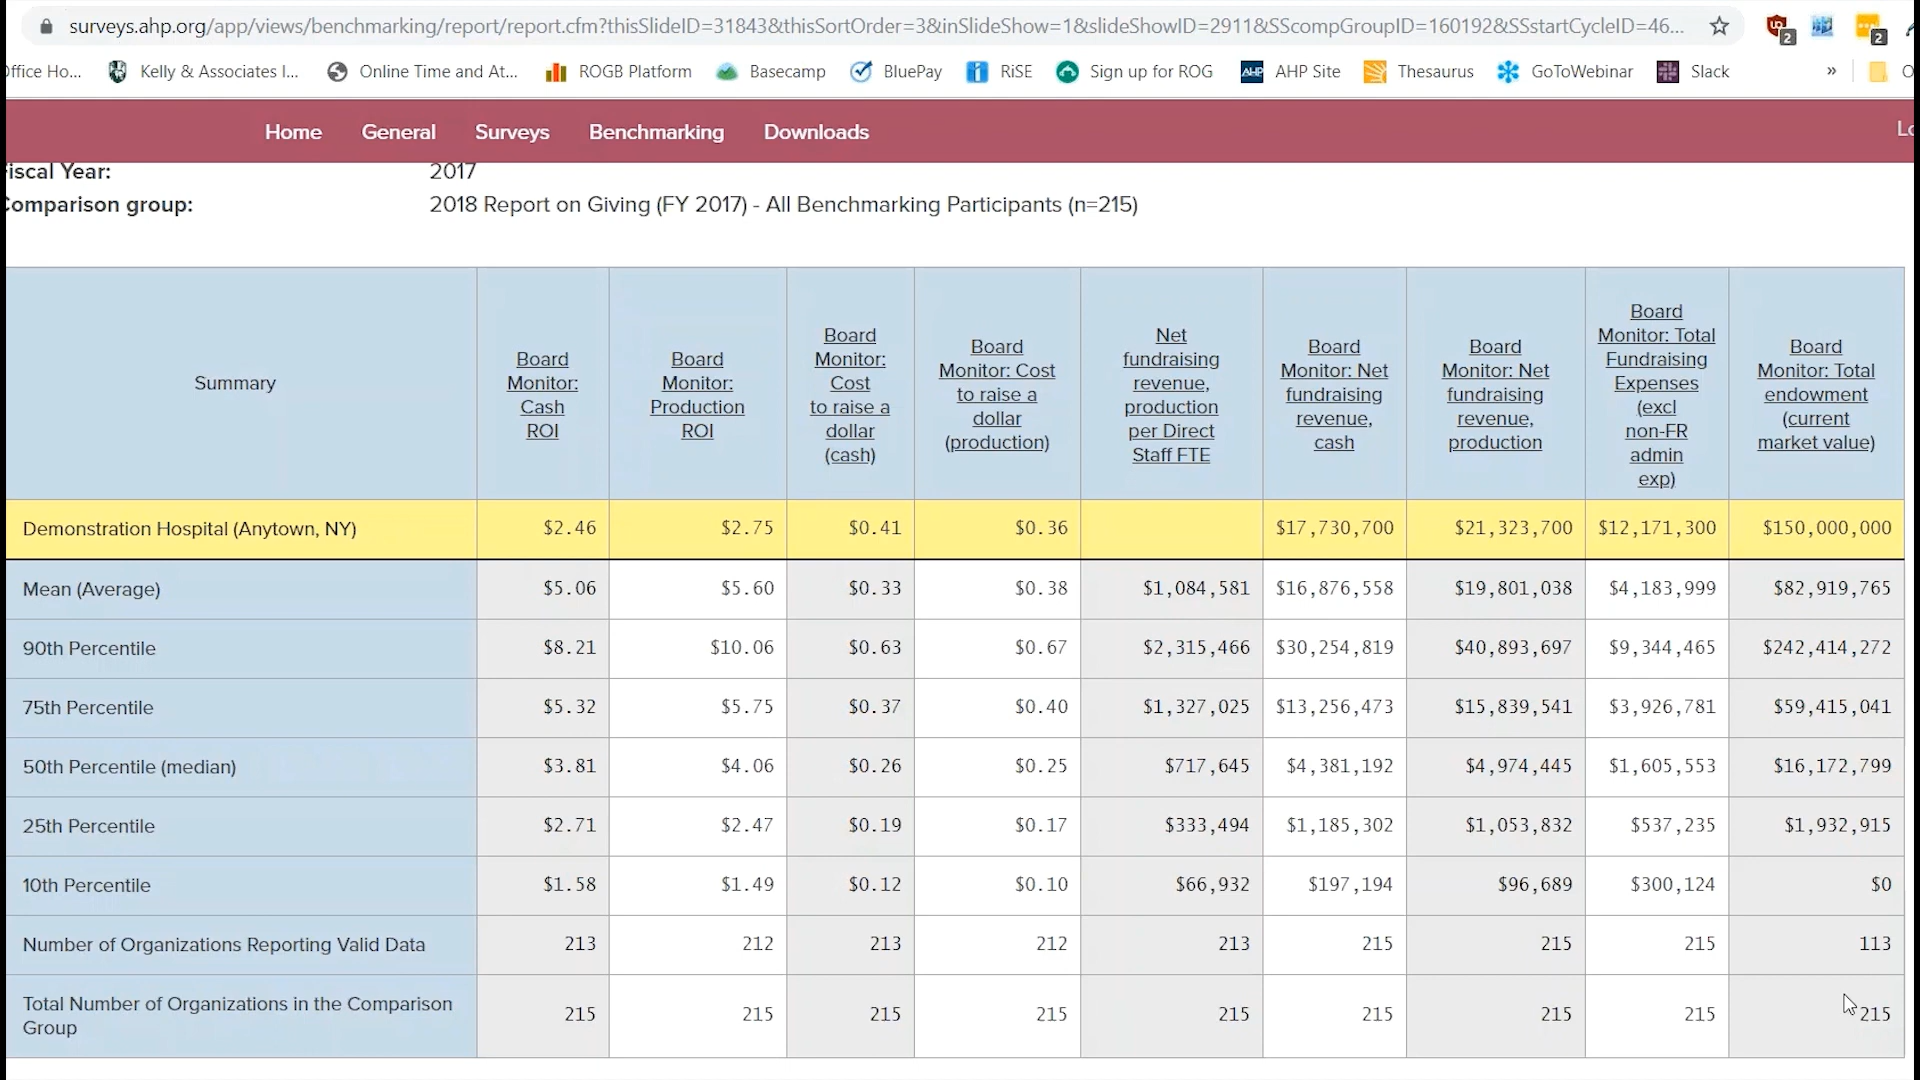 surveys.ahp.org/app/views/benchmarking/report/report.cfm?thisSlideID=31843&thisSortOrder=3&inSlideShow=1&slideShowID=2911&SScompGroupID=160192&SSstartCycleID=46...
2
2
ffice Ho... Kelly & Associates I... Online Time and At... ROGB Platform Basecamp BluePay RiSE Sign up for ROG AHP AHP Site Thesaurus GoToWebinar Slack » O
Home General Surveys Benchmarking Downloads Lo
iscal Year: 2017
omparison group: 2018 Report on Giving (FY 2017) - All Benchmarking Participants (n=215)
Summary
Board
Monitor:
Cash
ROI
Board
Monitor:
Production
ROI
Board
Monitor:
Cost
to raise a
dollar
(cash)
Board
Monitor: Cost
to raise a
dollar
(production)
Net
fundraising
revenue,
production
per Direct
Staff FTE
Board
Monitor: Net
fundraising
revenue,
cash
Board
Monitor: Net
fundraising
revenue,
production
Board
Monitor: Total
Fundraising
Expenses
(excl
non-FR
admin
exp)
Board
Monitor: Total
endowment
(current
market value)
Demonstration Hospital (Anytown, NY) $2.46 $2.75 $0.41 $0.36 $17,730,700 $21,323,700 $12,171,300 $150,000,000
Mean (Average) $5.06 $5.60 $0.33 $0.38 $1,084,581 $16,876,558 $19,801,038 $4,183,999 $82,919,765
90th Percentile $8.21 $10.06 $0.63 $0.67 $2,315,466 $30,254,819 $40,893,697 $9,344,465 $242,414,272
75th Percentile $5.32 $5.75 $0.37 $0.40 $1,327,025 $13,256,473 $15,839,541 $3,926,781 $59,415,041
50th Percentile (median) $3.81 $4.06 $0.26 $0.25 $717,645 $4,381,192 $4,974,445 $1,605,553 $16,172,799
25th Percentile $2.71 $2.47 $0.19 $0.17 $333,494 $1,185,302 $1,053,832 $537,235 $1,932,915
10th Percentile $1.58 $1.49 $0.12 $0.10 $66,932 $197,194 $96,689 $300,124 $0
Number of Organizations Reporting Valid Data 213 212 213 212 213 215 215 215 113
Total Number of Organizations in the Comparison
Group 215 215 215 215 215 215 215 215 215